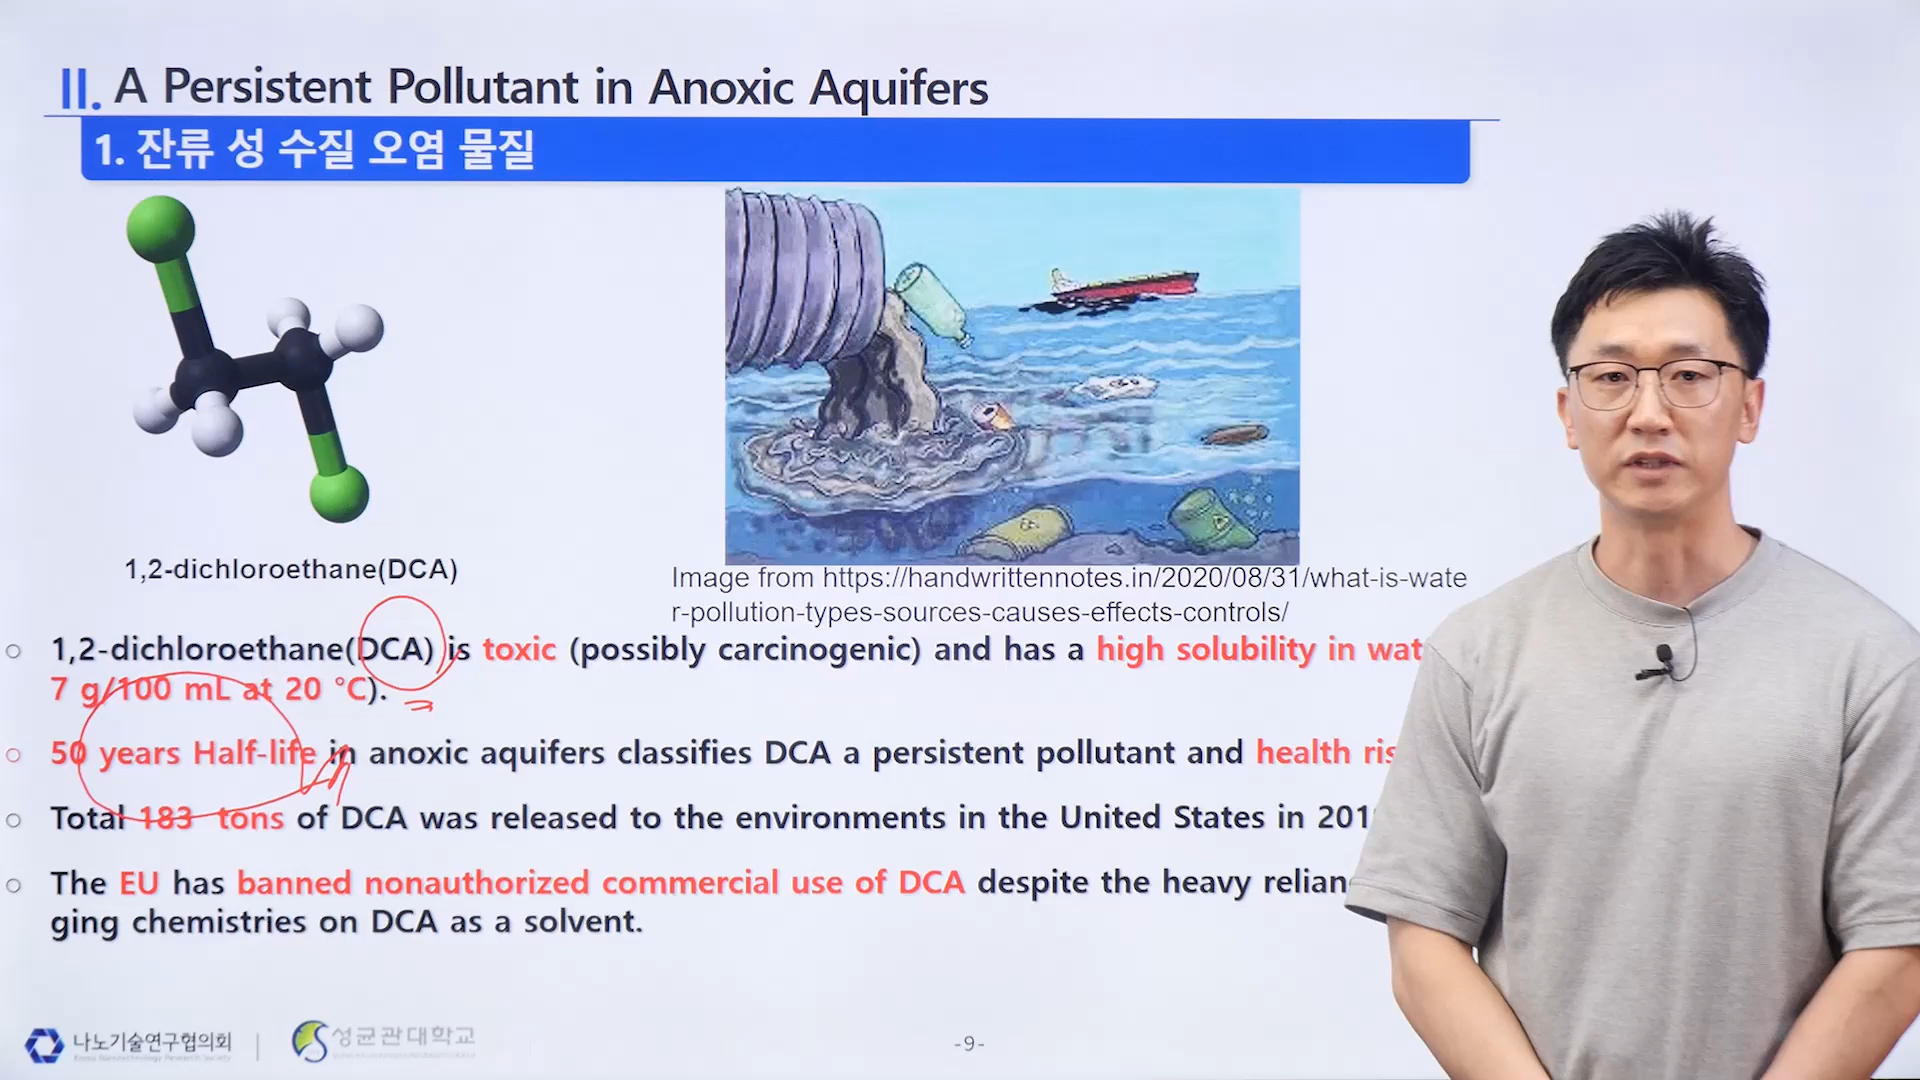 II. A Persistent Pollutant in Anoxic Aquifers
1. 잔류 성 수질 오염 물질
1,2-dichloroethane(DCA)
Image from https://handwrittennotes.in/2020/08/31/what-is-wate
r-pollution-types-sources-causes-effects-controls/
1,2-dichloroethane(DCA) is toxic (possibly carcinogenic) and has a high solubility in
7 g/100 mL at 20 °C).
50 years Half-life in anoxic aquifers classifies DCA a persistent pollutant and health
Total 183 tons of DCA was released to the environments in the United States in
The EU has banned nonauthorized commercial use of DCA despite the heavy
ging chemistries on DCA as a solvent.
나노기술연구협의회
성균관대학교
-9-